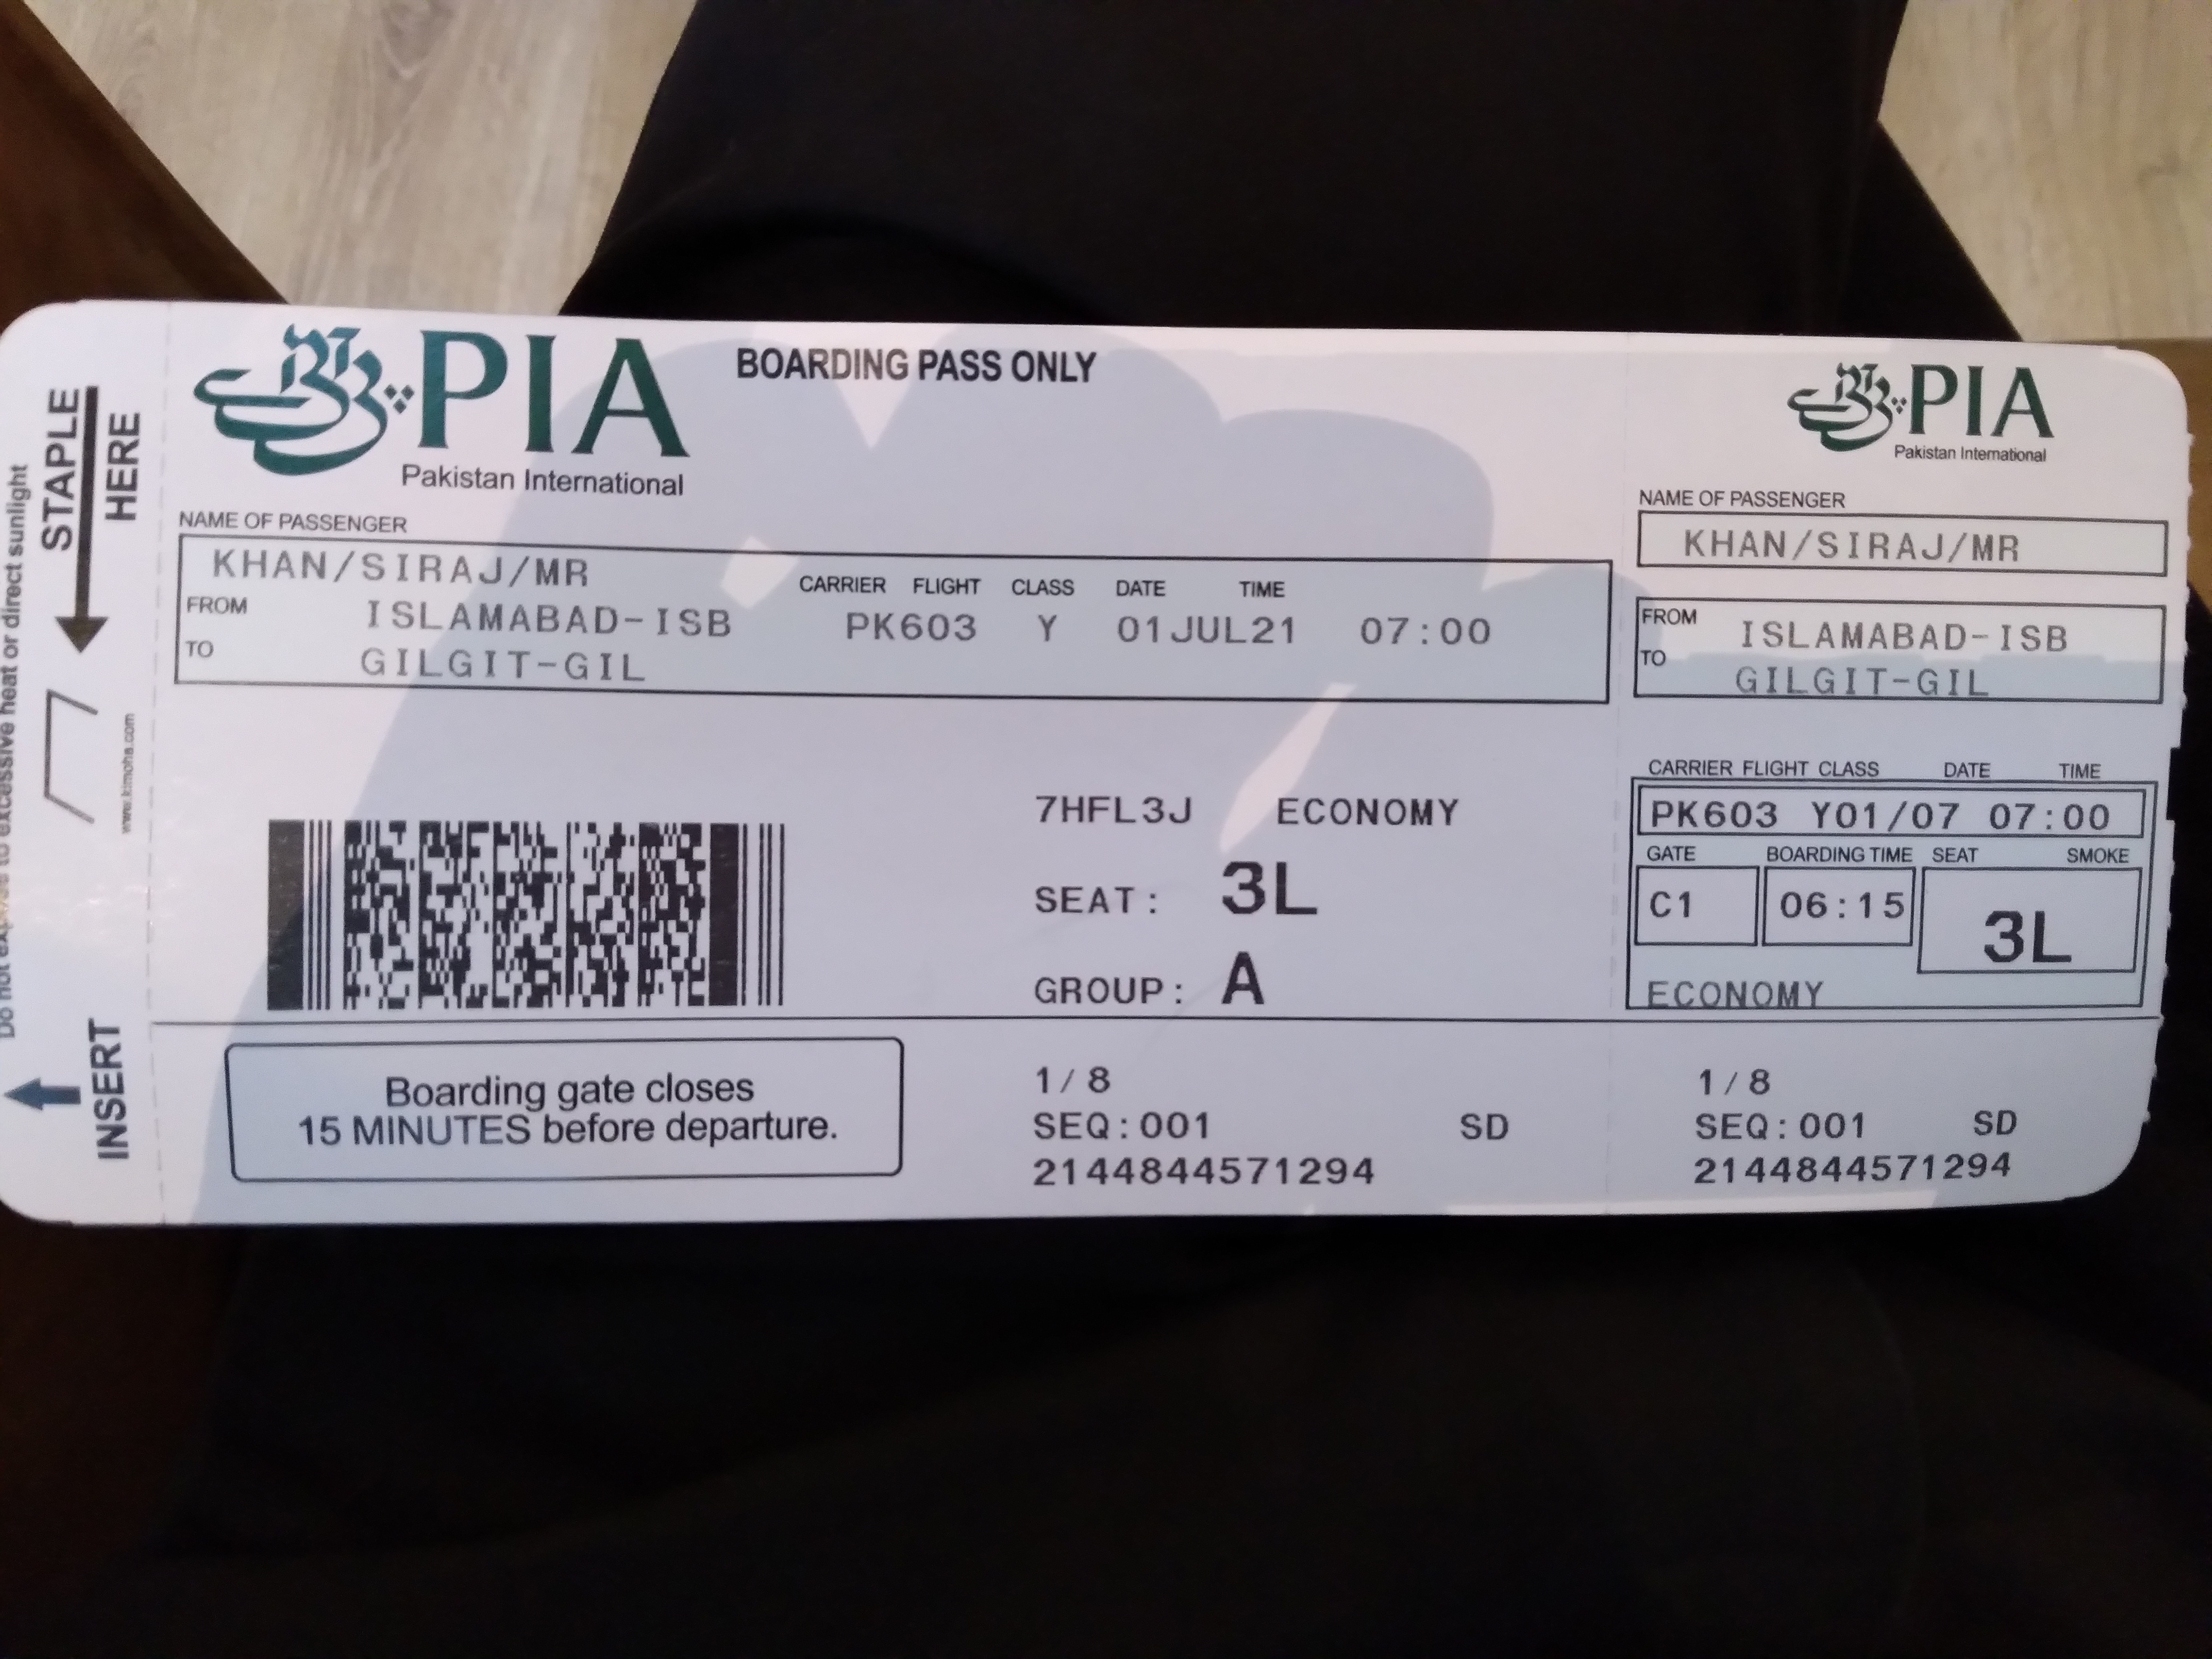 Do not expose to excessive heat or direct sunlight
STAPLE
HERE
www.kimoha.com
INSERT
PIA
Pakistan International
BOARDING PASS ONLY
NAME OF PASSENGER
KHAN/SIRAJ/MR
CARRIER FLIGHT CLASS DATE TIME
FROM ISLAMABAD-ISB PK603 Y 01JUL21 07:00
TO GILGIT-GIL
7HFL3J ECONOMY
SEAT: 3L
GROUP: A
Boarding gate closes
15 MINUTES before departure.
1/8
SEQ:001 SD
2144844571294
PIA
Pakistan International
NAME OF PASSENGER
KHAN/SIRAJ/MR
FROM ISLAMABAD-ISB
TO GILGIT-GIL
CARRIER FLIGHT CLASS DATE TIME
PK603 Y01/07 07:00
GATE BOARDING TIME SEAT SMOKE
C1 06:15 3L
ECONOMY
1/8
SEQ:001 SD
2144844571294